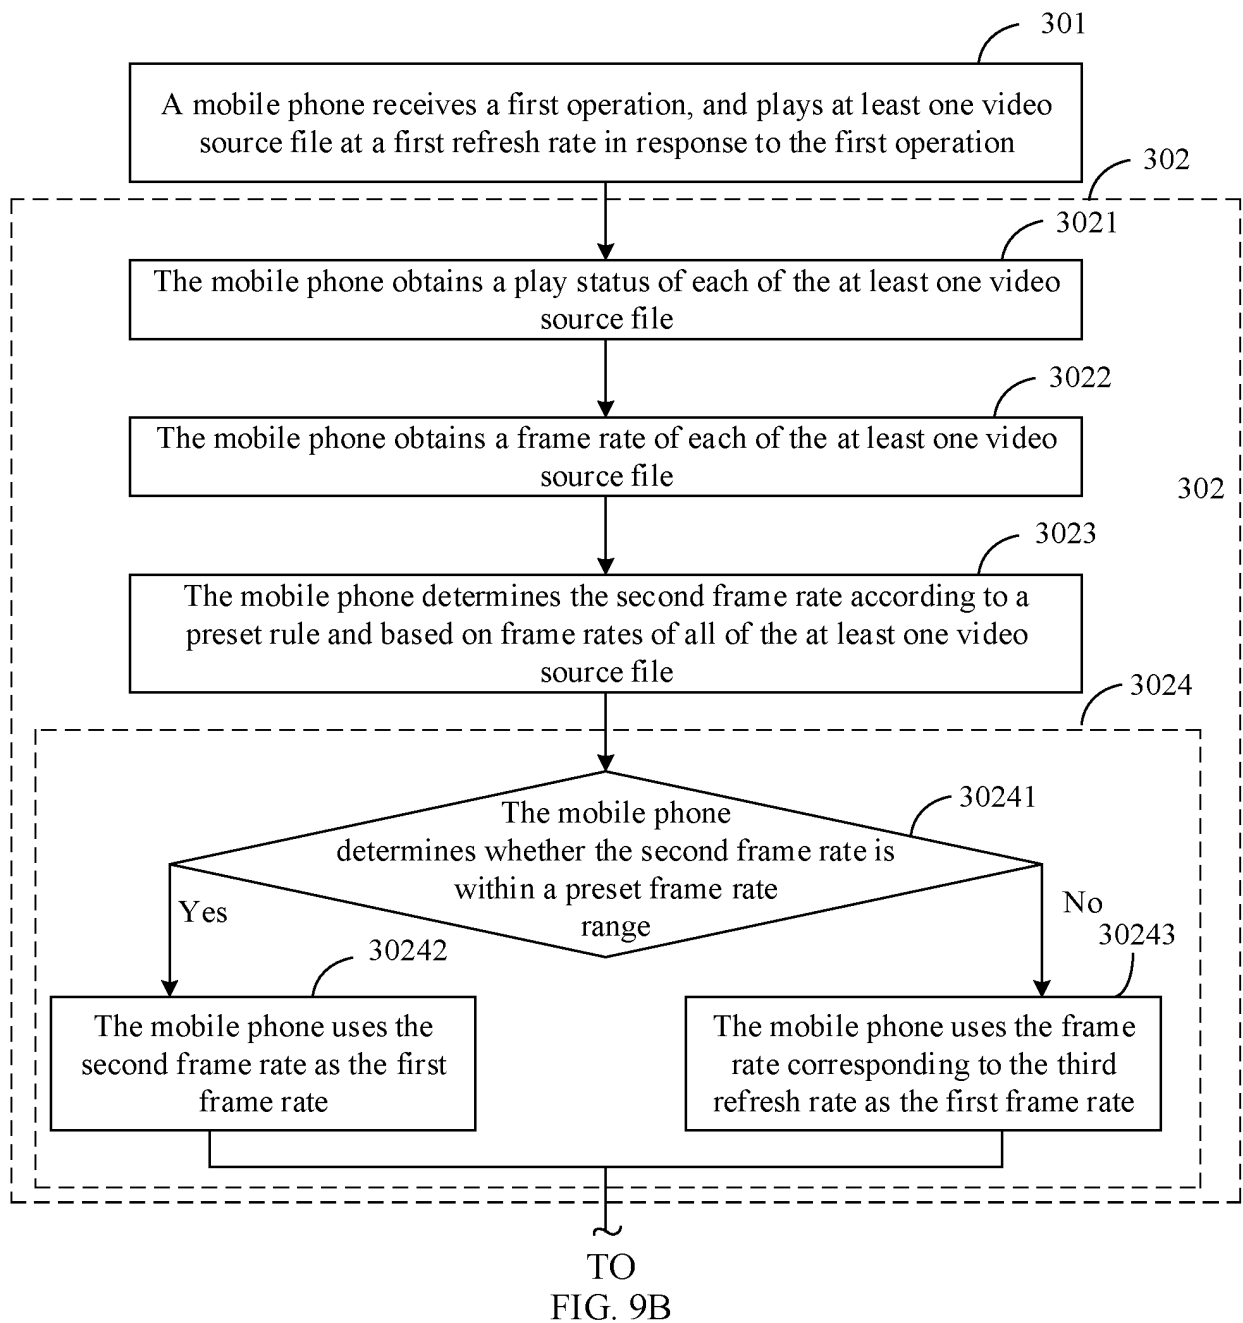 301
A mobile phone receives a first operation, and plays at least one video
source file at a first refresh rate in response to the first operation
302
3021
The mobile phone obtains a play status of each of the at least one video
source file
3022
The mobile phone obtains a frame rate of each of the at least one video
source file
302
3023
The mobile phone determines the second frame rate according to a
preset rule and based on frame rates of all of the at least one video
source file
3024
30241
The mobile phone
determines whether the second frame rate is
within a preset frame rate
range
Yes
No
30242
30243
The mobile phone uses the
second frame rate as the first
frame rate
The mobile phone uses the frame
rate corresponding to the third
refresh rate as the first frame rate
TO
FIG. 9B